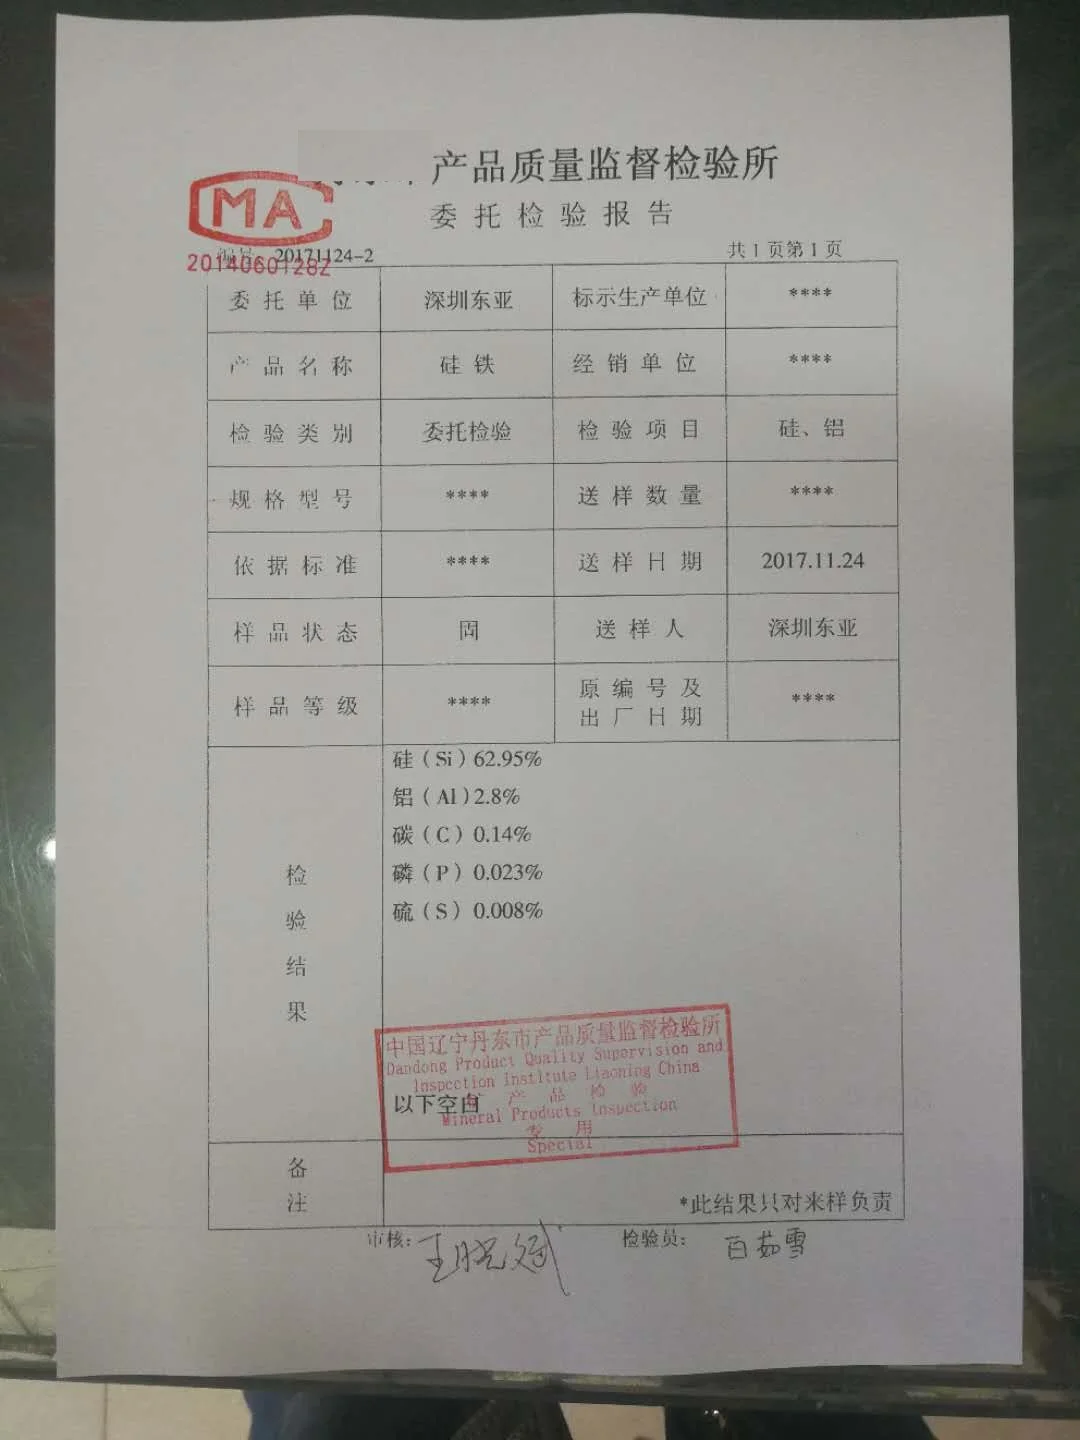 产品质量监督检验所
委托检验报告
MA
编号: 20171124-2
共1页第1页
2014060128Z
委托单位 深圳东亚 标示生产单位 ****
产品名称 硅铁 经销单位 ****
检验类别 委托检验 检验项目 硅、铝
规格型号 **** 送样数量 ****
依据标准 **** 送样日期 2017.11.24
样品状态 固 送样人 深圳东亚
样品等级 **** 原编号及
出厂日期 ****
检验结果
硅（Si）62.95%
铝（Al）2.8%
碳（C）0.14%
磷（P）0.023%
硫（S）0.008%
中国辽宁丹东市产品质量监督检验所
Dandong Product Quality Supervision and
Inspection Institute Liaoning China
矿产品检验
以下空白
Mineral Products Inspection
专用
Special
备注
*此结果只对来样负责
审核: 王晓斌 检验员: 白茹雪